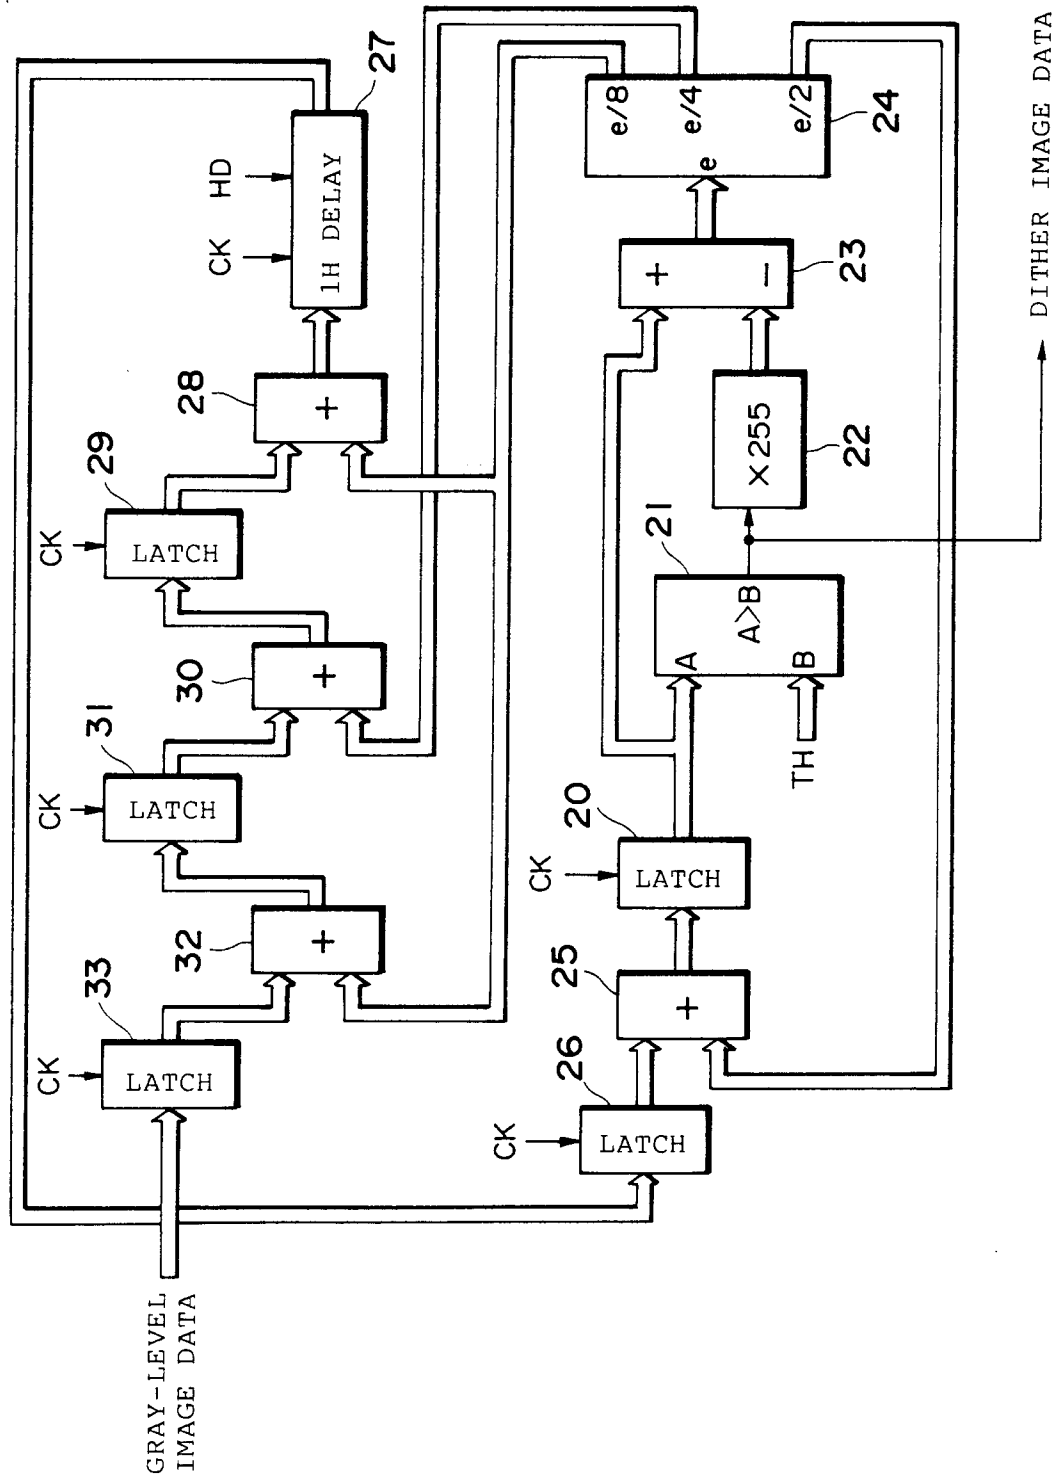 GRAY-LEVEL
IMAGE DATA
CK
33
LATCH
32
+
CK
31
LATCH
30
+
CK
29
LATCH
28
+
CK
HD
1H DELAY
27
CK
26
LATCH
25
+
CK
20
LATCH
TH
21
A
B
A>B
×255
22
+
−
23
e
e/8
e/4
e/2
24
DITHER IMAGE DATA